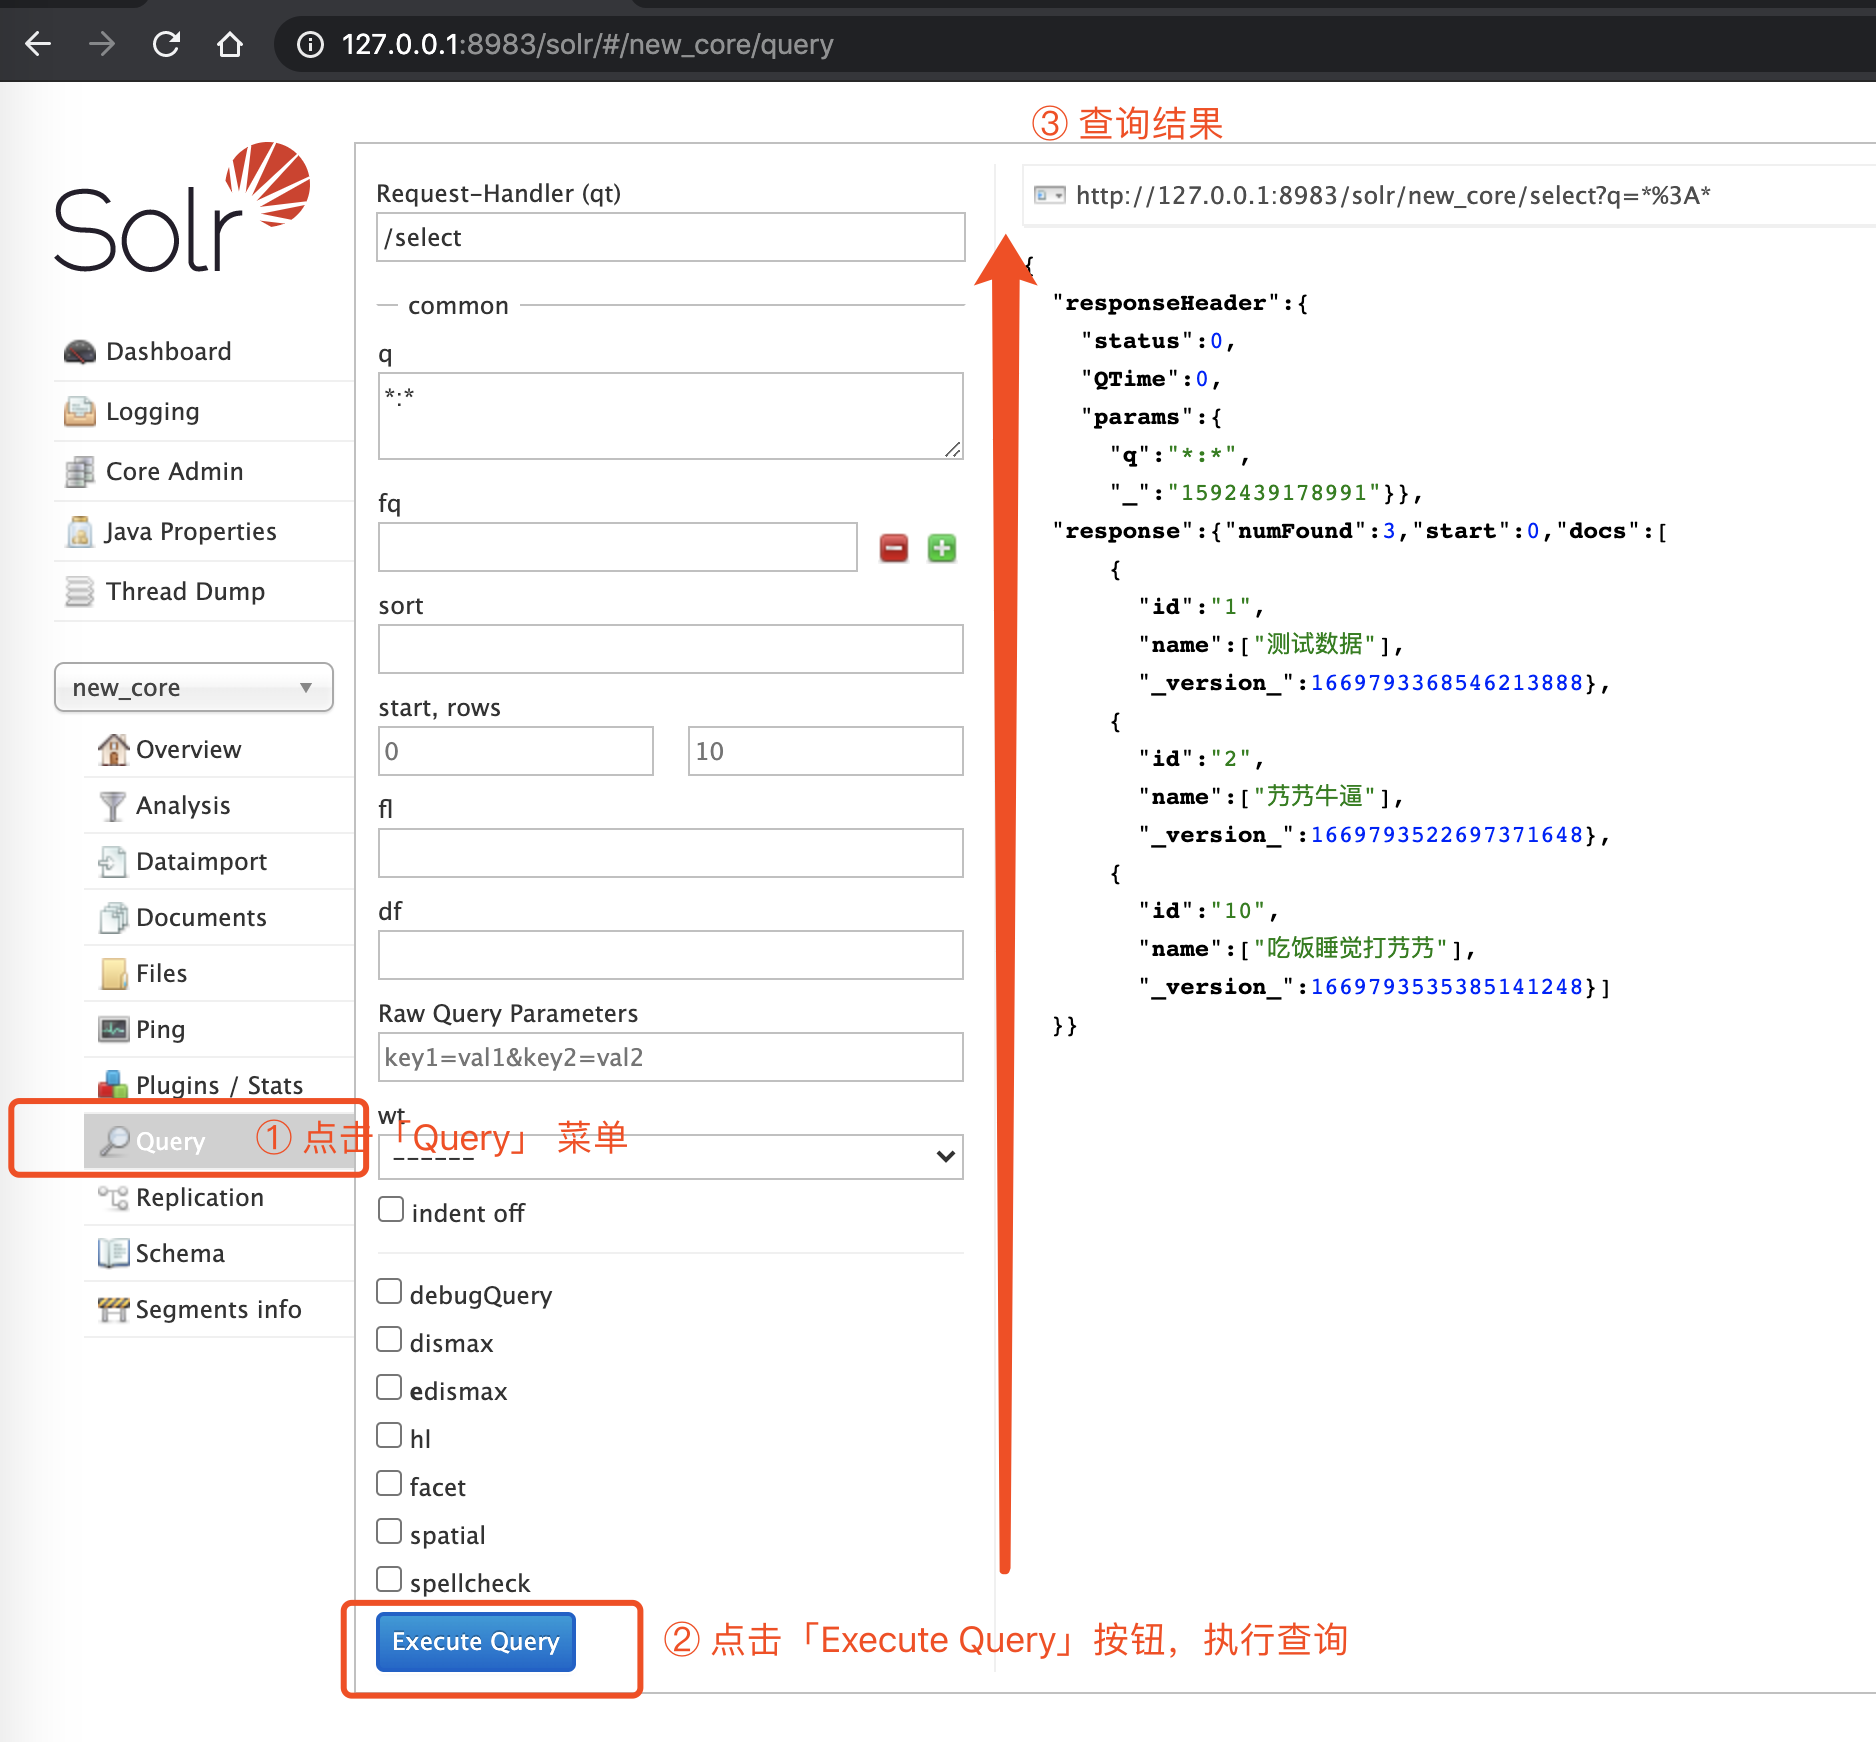 127.0.0.1:8983/solr/#/new_core/query
③ 查询结果
Solr
Dashboard
Logging
Core Admin
Java Properties
Thread Dump
new_core
Overview
Analysis
Dataimport
Documents
Files
Ping
Plugins / Stats
Query
① 点击「Query」 菜单
Replication
Schema
Segments info
Request-Handler (qt)
/select
common
q
*:*
fq
sort
start, rows
0 10
fl
df
Raw Query Parameters
key1=val1&key2=val2
wt
------
indent off
debugQuery
dismax
edismax
hl
facet
spatial
spellcheck
Execute Query
② 点击「Execute Query」按钮，执行查询
http://127.0.0.1:8983/solr/new_core/select?q=*%3A*
{
"responseHeader":{
"status":0,
"QTime":0,
"params":{
"q":"*:*",
"_":"1592439178991"}},
"response":{"numFound":3,"start":0,"docs":[
{
"id":"1",
"name":["测试数据"],
"_version_":1669793368546213888},
{
"id":"2",
"name":["艿艿牛逼"],
"_version_":1669793522697371648},
{
"id":"10",
"name":["吃饭睡觉打艿艿"],
"_version_":1669793535385141248}]
}}